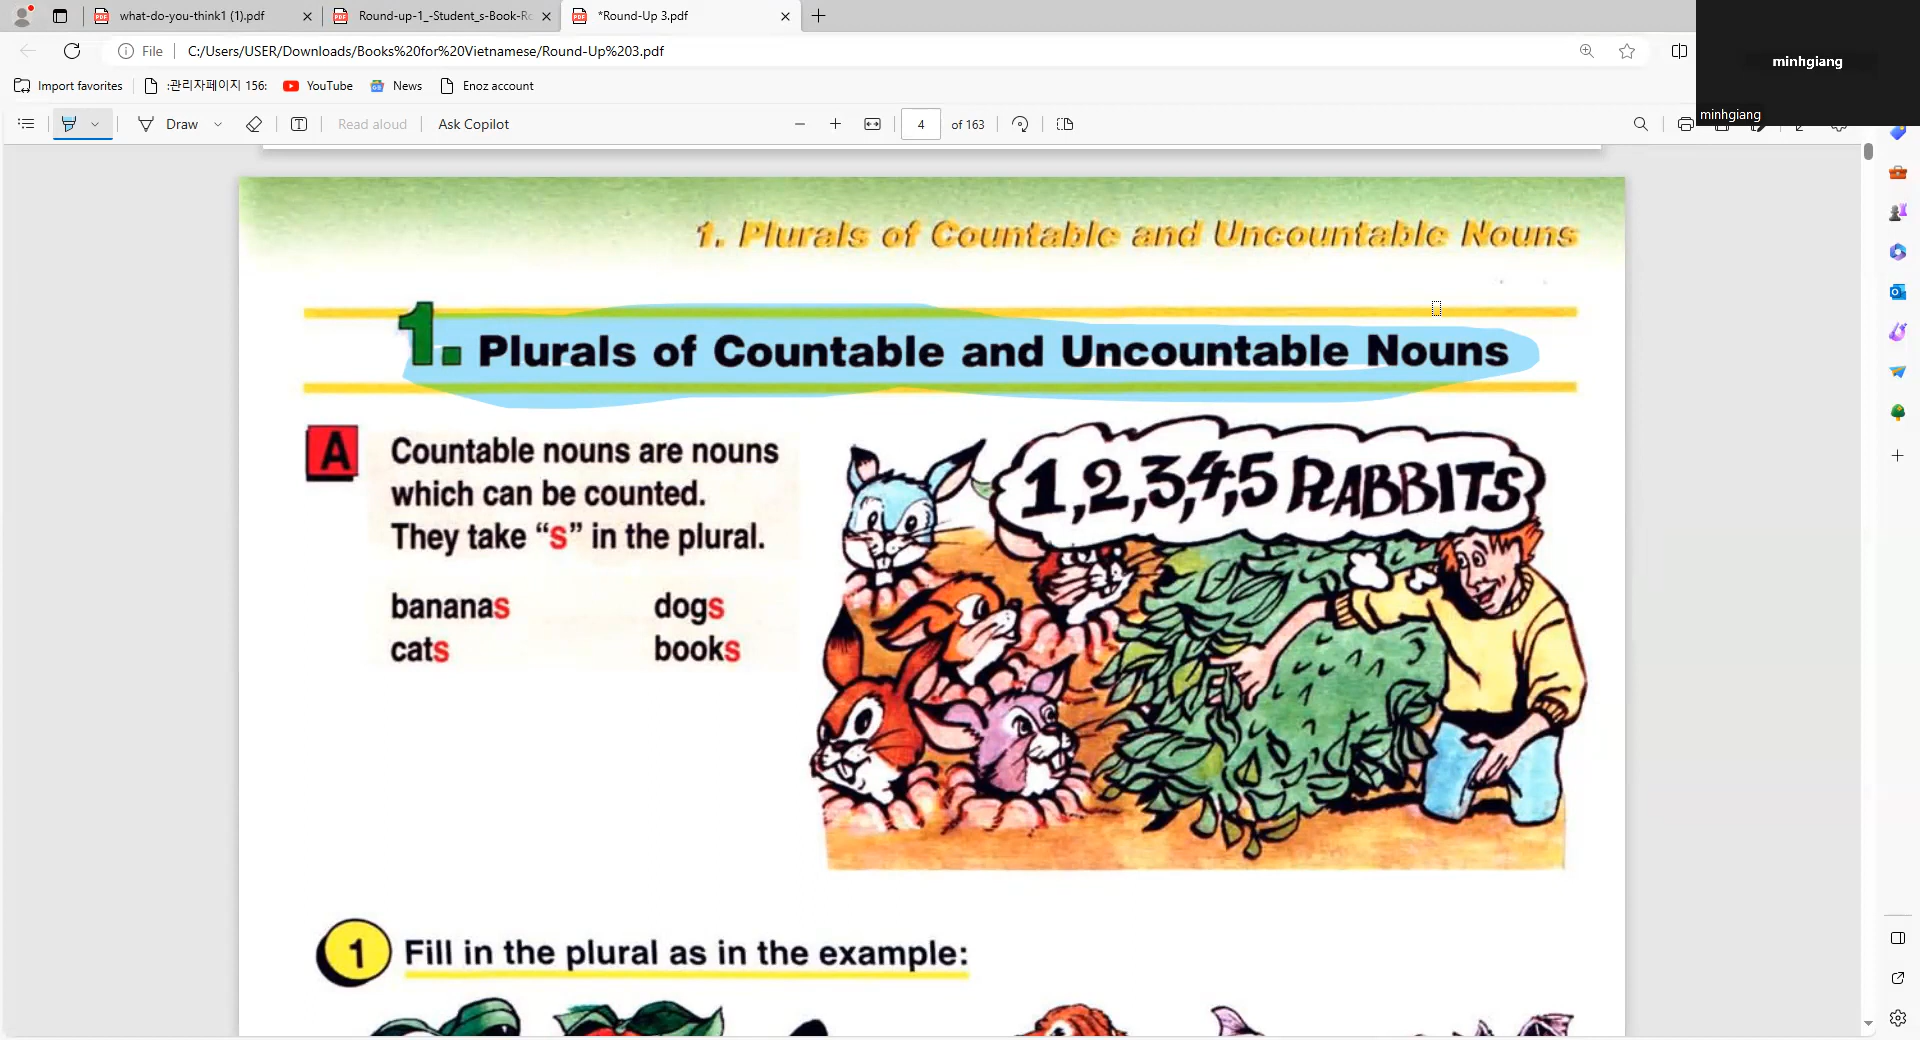 what-do-you-think1 (1).pdf
Round-up-1_-Student_s-Book-Ro
*Round-Up 3.pdf
File
C:/Users/USER/Downloads/Books%20for%20Vietnamese/Round-Up%203.pdf
Import favorites
:관리자페이지 156:
YouTube
News
Enoz account
minhgiang
minhgiang
Draw
Read aloud
Ask Copilot
4
of 163
1. Plurals of Countable and Uncountable Nouns
1. Plurals of Countable and Uncountable Nouns
A
Countable nouns are nouns
which can be counted.
They take “s” in the plural.
bananas dogs
cats books
1,2,3,4,5 RABBITS
1 Fill in the plural as in the example: